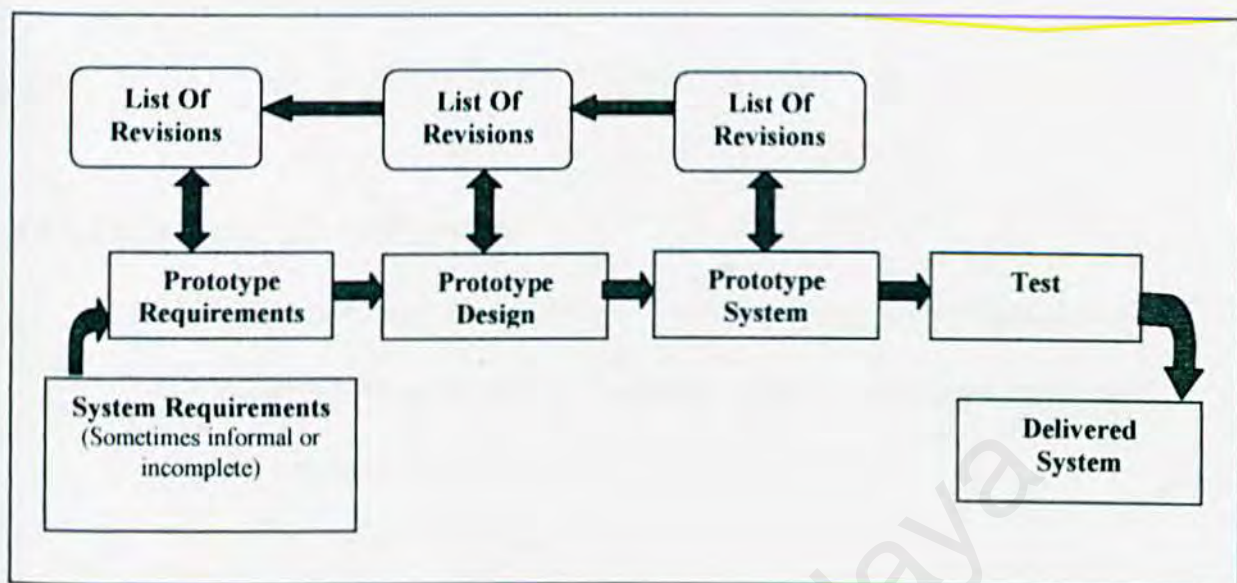 List Of
Revisions
List Of
Revisions
List Of
Revisions
Prototype
Requirements
Prototype
Design
Prototype
System
Test
System Requirements
(Sometimes informal or
incomplete)
Delivered
System
laya